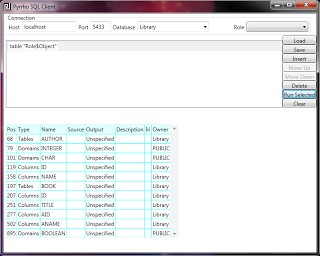 Pyrrho SQL Client
Connection
Host localhost Port 5433 Database Library Role
table "Role$Object"
Load
Save
Insert
Move Up
Move Down
Delete
Run Selected
Clear
Pos Type Name Source Output Description Iri Owner
68 Tables AUTHOR Unspecified Library
79 Domains INTEGER Unspecified PUBLIC
101 Domains CHAR Unspecified PUBLIC
119 Columns ID Unspecified Library
158 Columns NAME Unspecified Library
197 Tables BOOK Unspecified Library
207 Columns ID Unspecified Library
251 Columns TITLE Unspecified Library
277 Columns AID Unspecified Library
502 Columns ANAME Unspecified Library
895 Domains BOOLEAN Unspecified PUBLIC